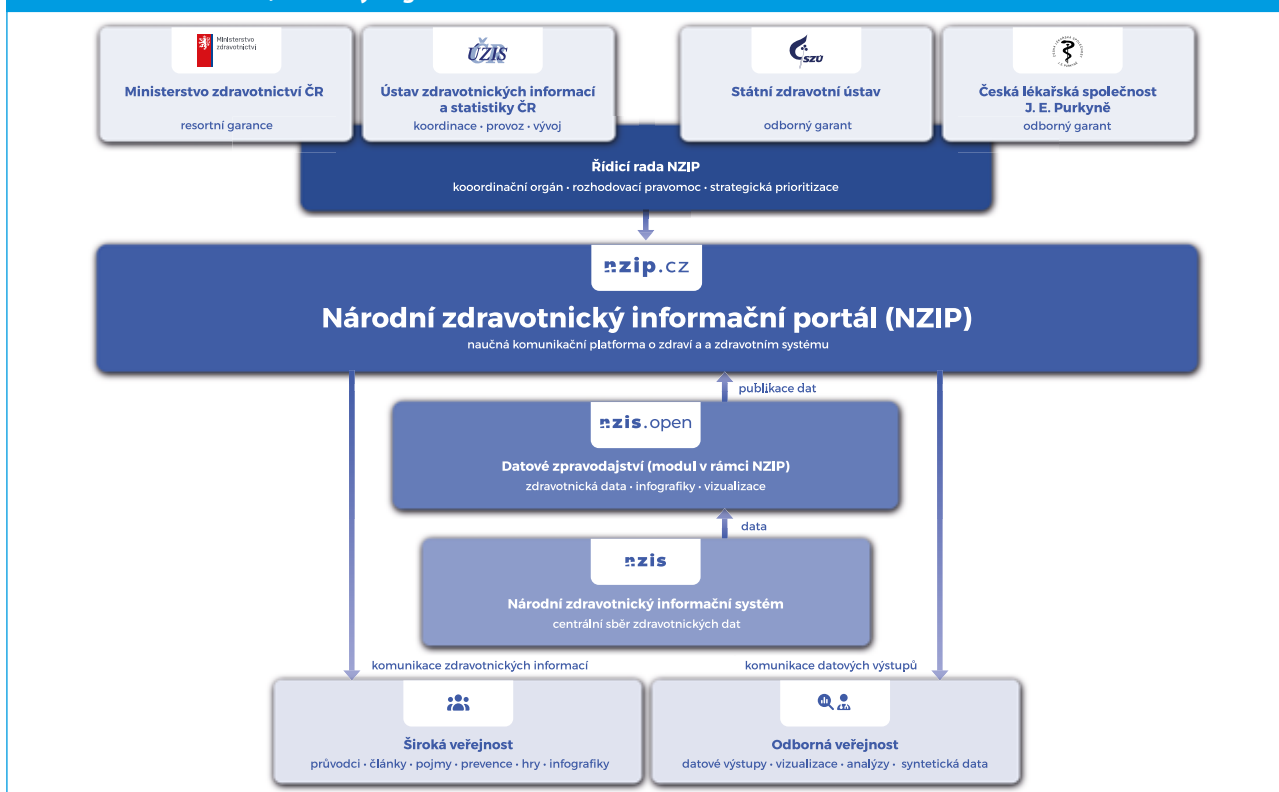 Ministerstvo
zdravotnictví
ÚZIS
ČR
SZÚ
Ministerstvo zdravotnictví ČR
resortní garance
Ústav zdravotnických informací
a statistiky ČR
koordinace • provoz • vývoj
Státní zdravotní ústav
odborný garant
Česká lékařská společnost
J. E. Purkyně
odborný garant
Řídicí rada NZIP
kooordinační orgán • rozhodovací pravomoc • strategická prioritizace
nzip.cz
Národní zdravotnický informační portál (NZIP)
naučná komunikační platforma o zdraví a a zdravotním systému
publikace dat
nzis.open
Datové zpravodajství (modul v rámci NZIP)
zdravotnická data • infografiky • vizualizace
data
nzis
Národní zdravotnický informační systém
centrální sběr zdravotnických dat
komunikace zdravotnických informací
komunikace datových výstupů
Široká veřejnost
průvodci • články • pojmy • prevence • hry • infografiky
Odborná veřejnost
datové výstupy • vizualizace • analýzy • syntetická data